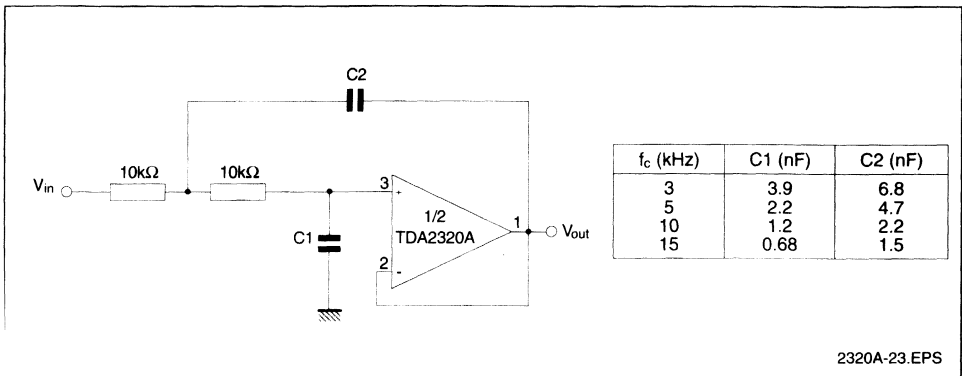 C2
10kΩ
10kΩ
Vin
3
+
1/2
TDA2320A
1
Vout
C1
2
-
fc (kHz) C1 (nF) C2 (nF)
3 3.9 6.8
5 2.2 4.7
10 1.2 2.2
15 0.68 1.5
2320A-23.EPS